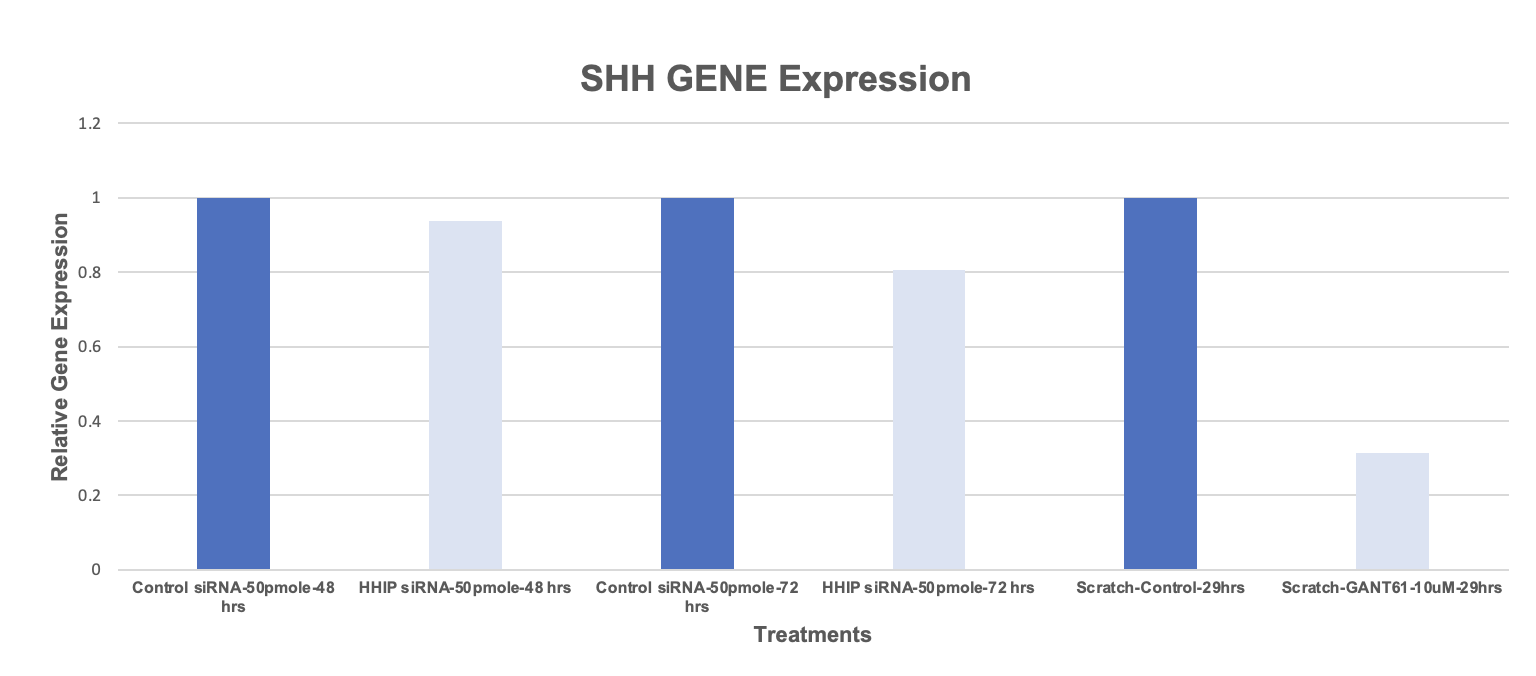 SHH GENE Expression
1.2
1
0.8
0.6
0.4
0.2
0
Relative Gene Expression
Control siRNA-50pmole-48
hrs
HHIP siRNA-50pmole-48 hrs
Control siRNA-50pmole-72
hrs
HHIP siRNA-50pmole-72 hrs
Scratch-Control-29hrs
Scratch-GANT61-10uM-29hrs
Treatments